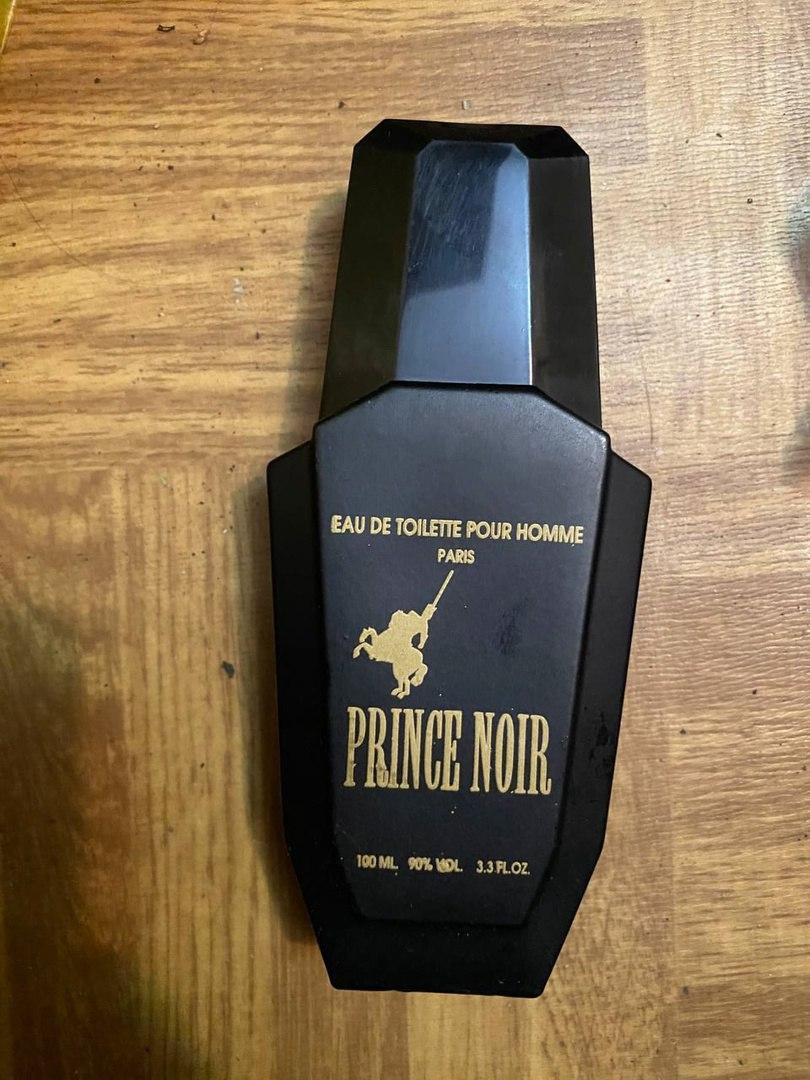 EAU DE TOILETTE POUR HOMME
PARIS
PRINCE NOIR
100 ML. 90% VOL. 3.3 FL.OZ.